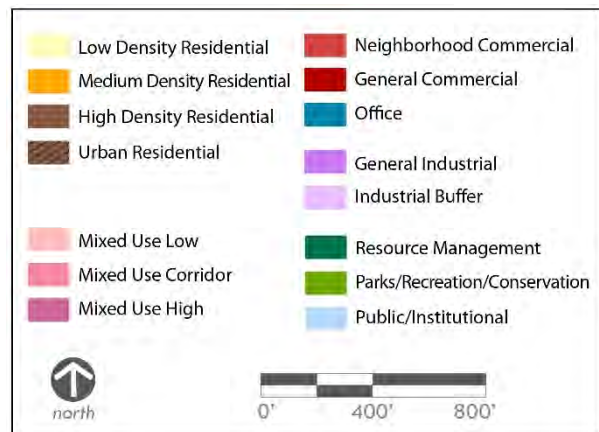 Low Density Residential
Medium Density Residential
High Density Residential
Urban Residential
Mixed Use Low
Mixed Use Corridor
Mixed Use High
Neighborhood Commercial
General Commercial
Office
General Industrial
Industrial Buffer
Resource Management
Parks/Recreation/Conservation
Public/Institutional
north
0' 400' 800'